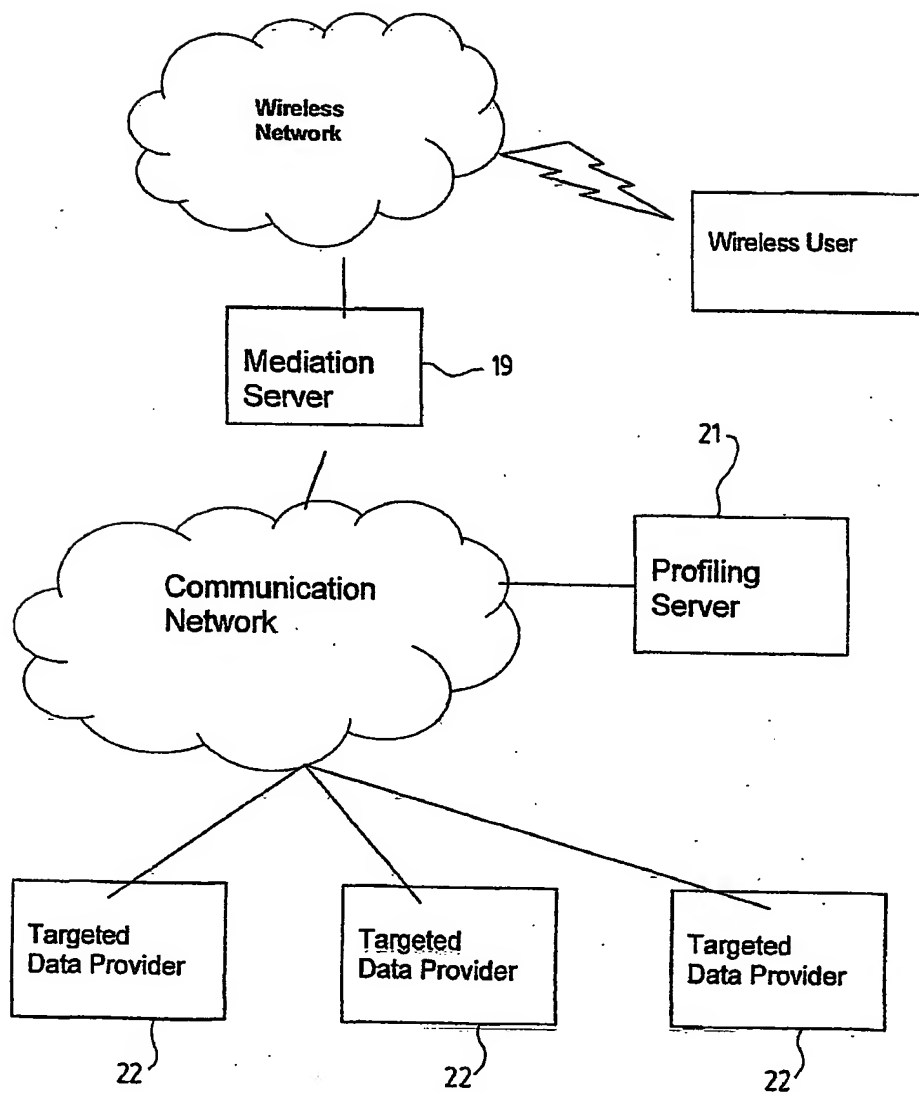 Wireless
Network
Wireless User
Mediation
Server
19
21
Communication
Network
Profiling
Server
Targeted
Data Provider
Targeted
Data Provider
Targeted
Data Provider
22
22
22